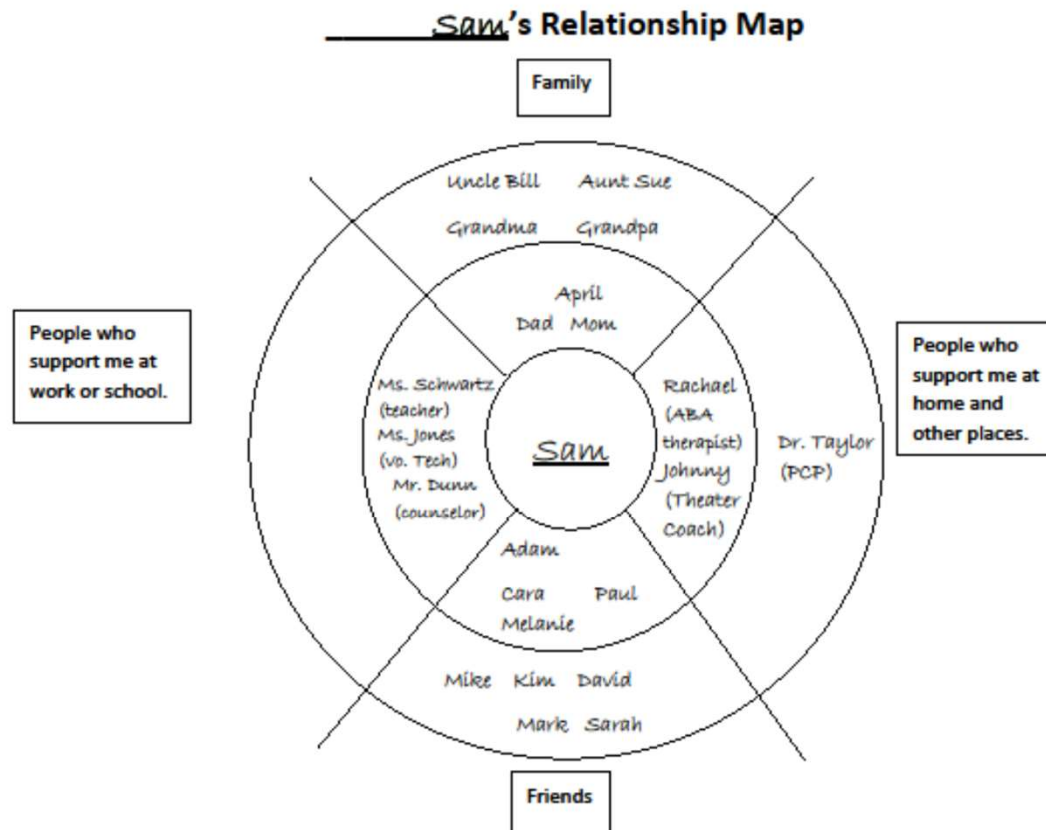 Sam's Relationship Map
Family
Uncle Bill Aunt Sue
Grandma Grandpa
April
Dad Mom
People who
support me at
work or school.
Ms. Schwartz
(teacher)
Ms. Jones
(Vo. Tech)
Mr. Dunn
(counselor)
Sam
Rachael
(ABA
therapist)
Johnny
(Theater
Coach)
Dr. Taylor
(PCP)
People who
support me at
home and
other places.
Adam
Cara Paul
Melanie
Mike Kim David
Mark Sarah
Friends